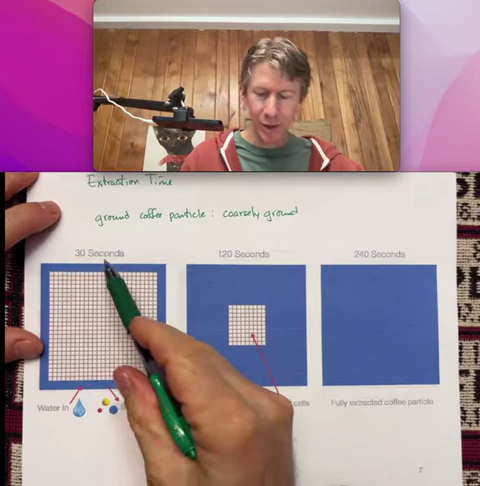 Extraction Time
ground coffee particle: coarsely ground
30 Seconds
120 Seconds
240 Seconds
Water in
cells
Fully extracted coffee particle
7